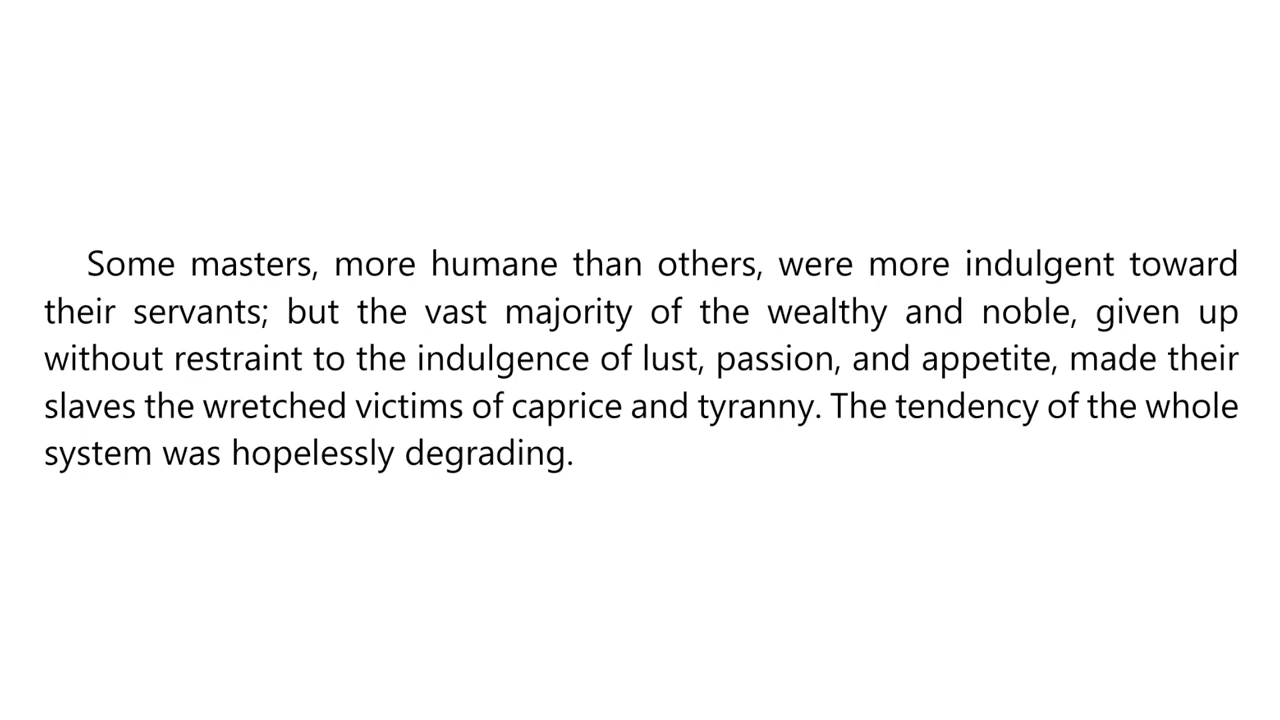 Some masters, more humane than others, were more indulgent toward
their servants; but the vast majority of the wealthy and noble, given up
without restraint to the indulgence of lust, passion, and appetite, made their
slaves the wretched victims of caprice and tyranny. The tendency of the whole
system was hopelessly degrading.